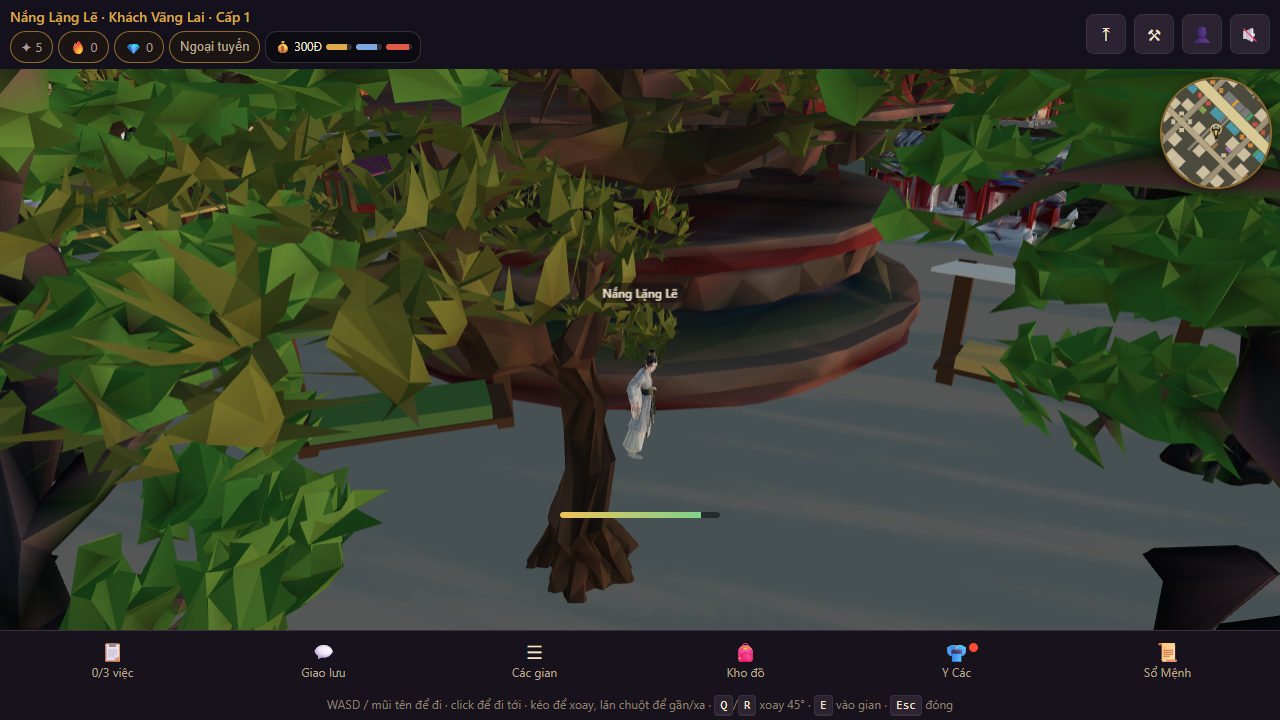 Nắng Lặng Lẽ · Khách Vãng Lai · Cấp 1
5
0
0
Ngoại tuyến
300Đ
Nắng Lặng Lẽ
0/3 việc
Giao lưu
Các gian
Kho đồ
Y Các
Sổ Mệnh
WASD / mũi tên để đi · click để đi tới · kéo để xoay, lăn chuột để gần/xa · Q / R xoay 45° · E vào gian · Esc đóng